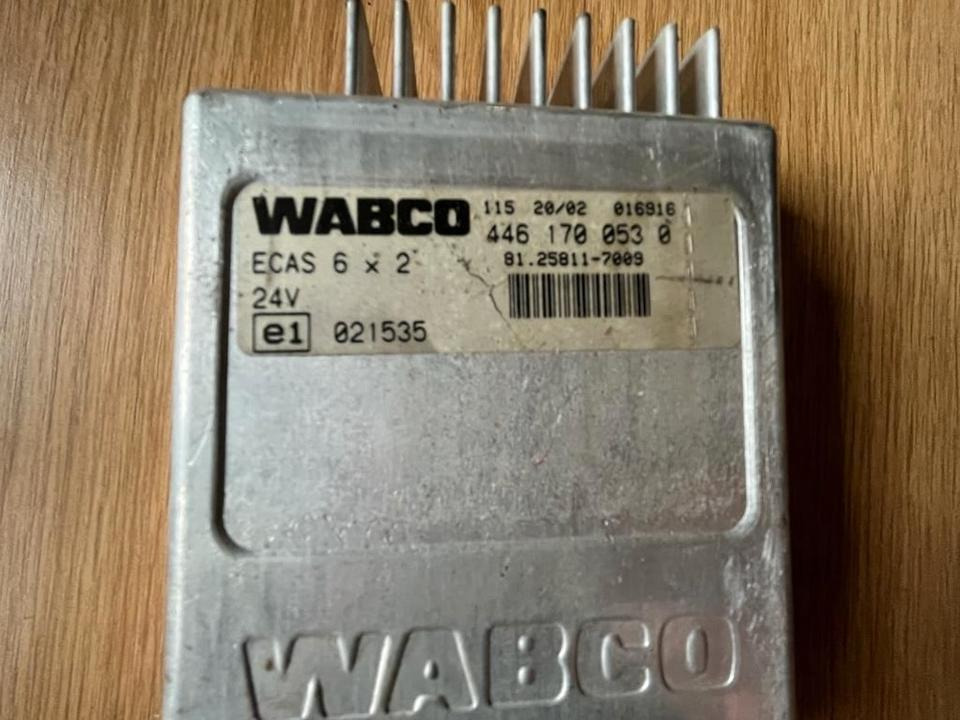 WABCO 115 20/02 016916
446 170 053 0
ECAS 6 x 2 81.25811-7009
24V
e1 021535
WABCO